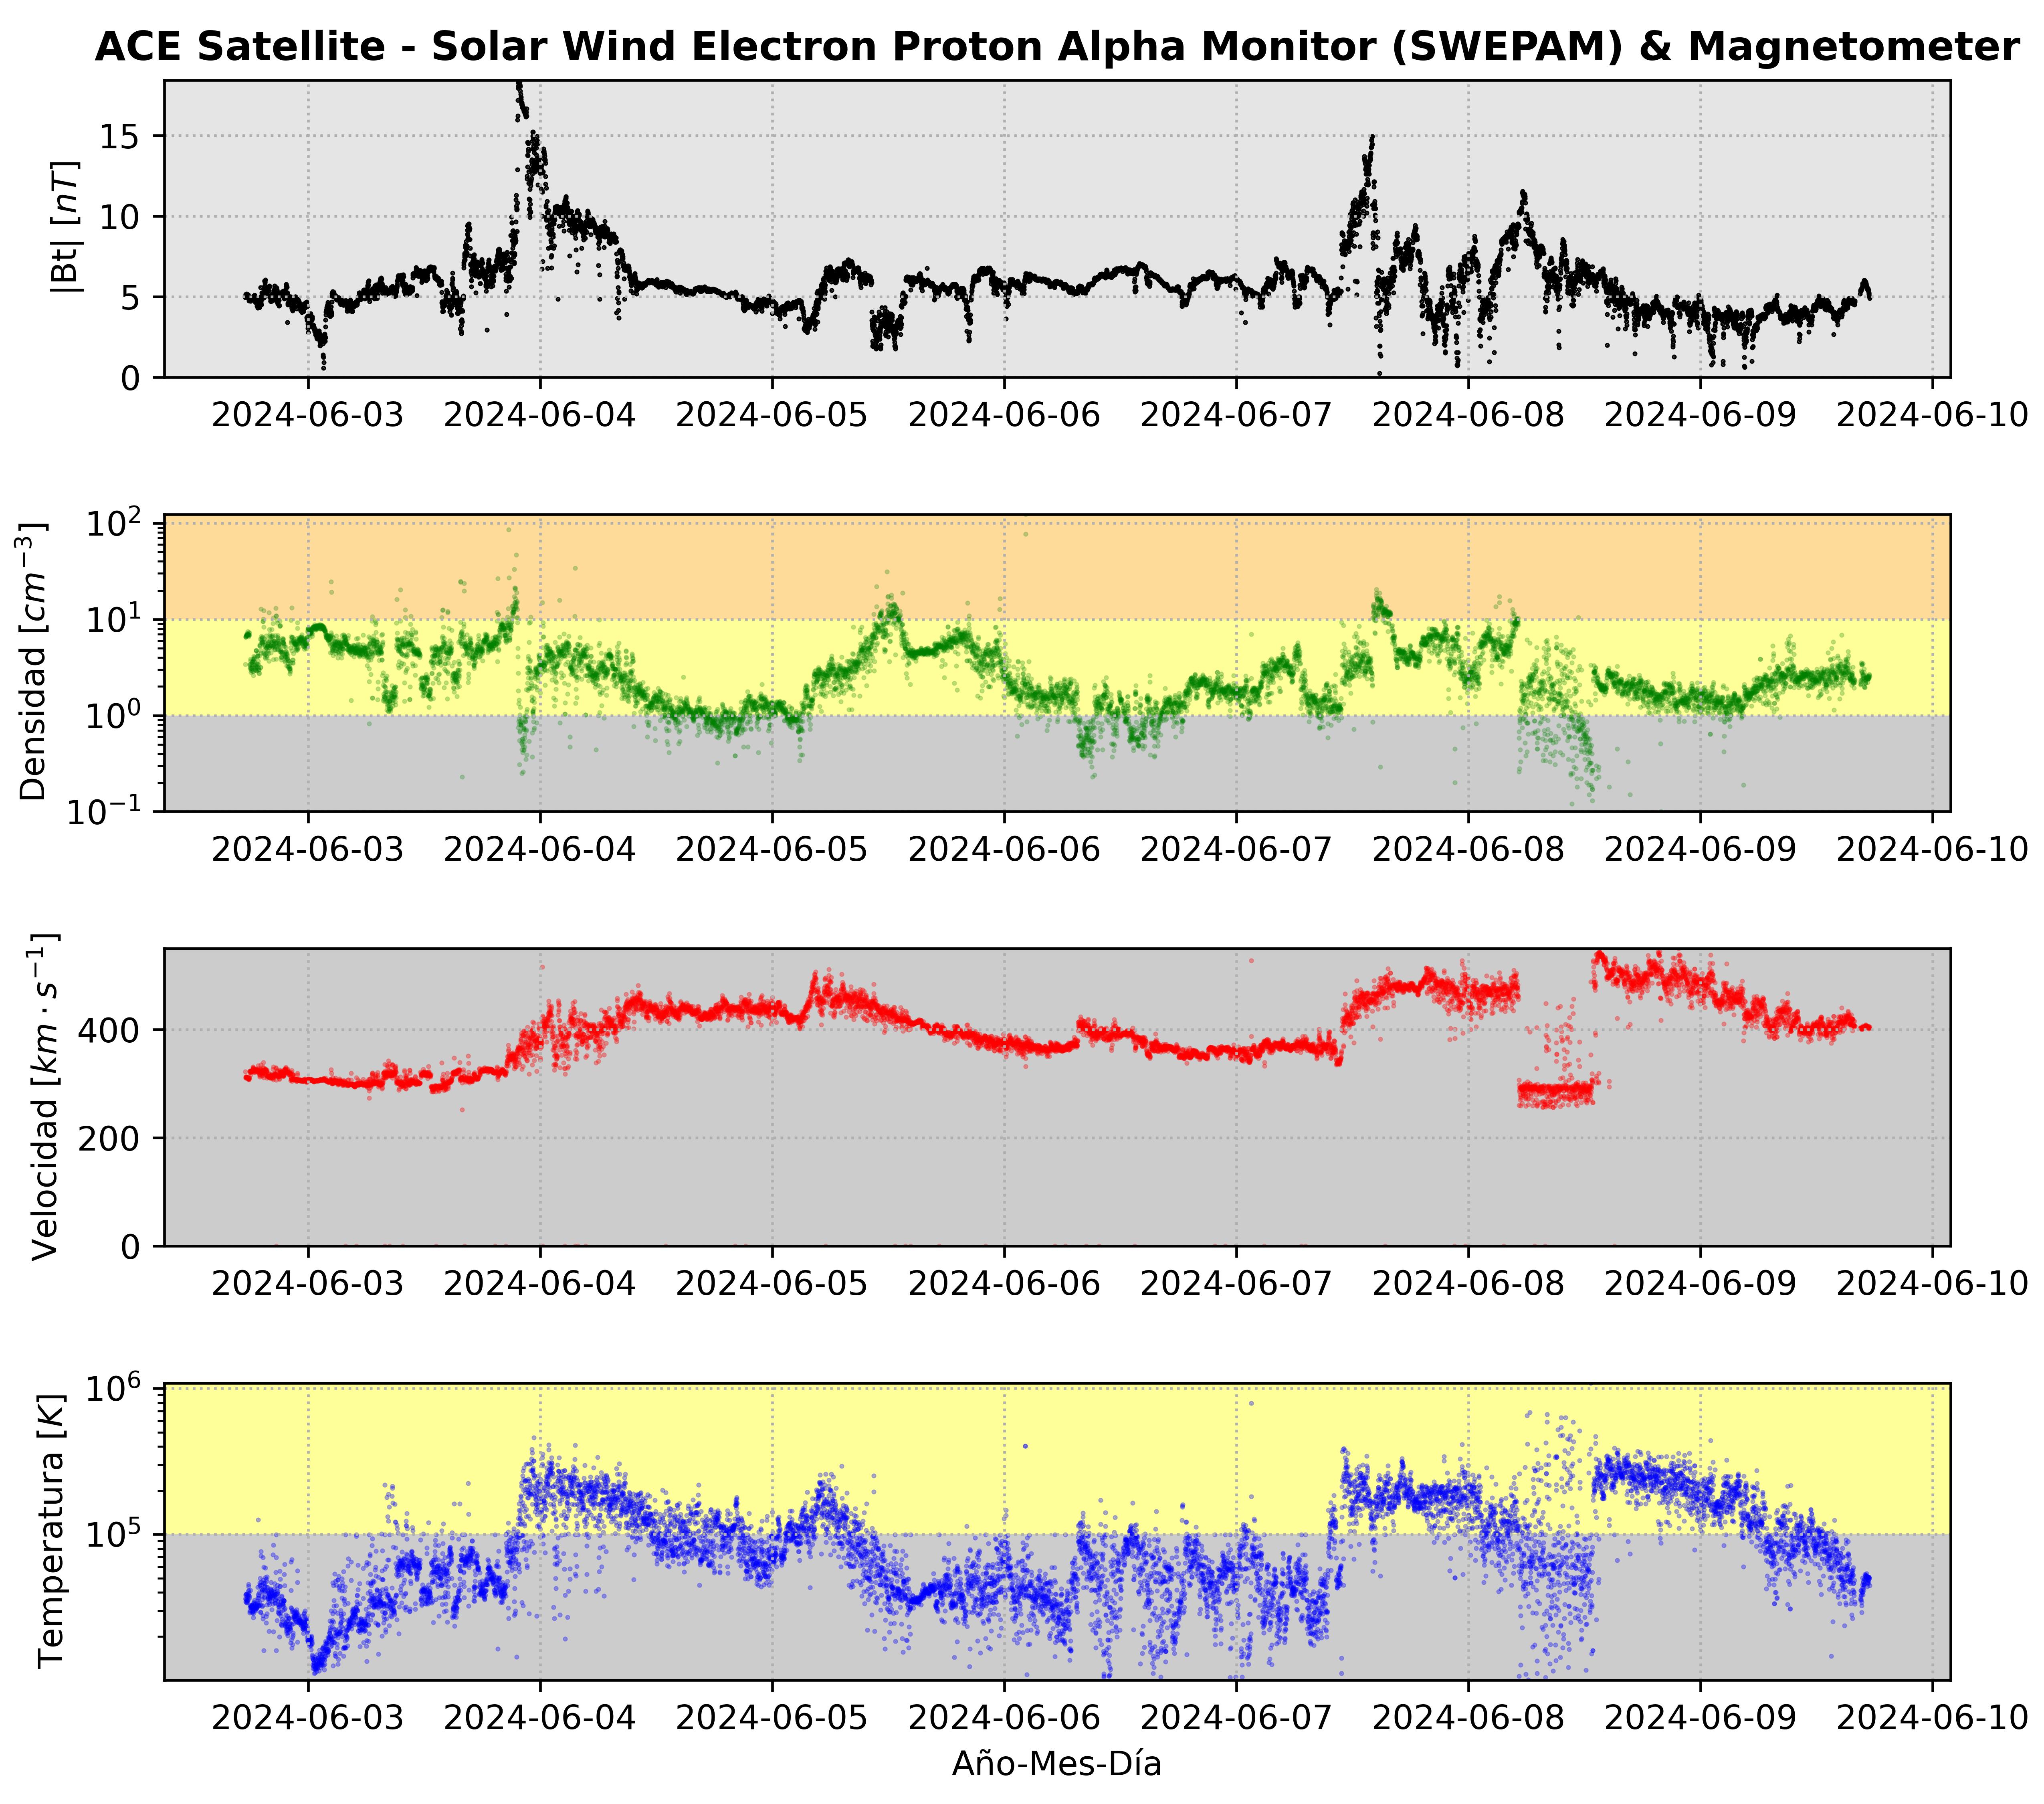 ACE Satellite - Solar Wind Electron Proton Alpha Monitor (SWEPAM) & Magnetometer
|Bt| [nT]
15
10
5
0
2024-06-03 2024-06-04 2024-06-05 2024-06-06 2024-06-07 2024-06-08 2024-06-09 2024-06-10
Densidad [cm⁻³]
10²
10¹
10⁰
10⁻¹
2024-06-03 2024-06-04 2024-06-05 2024-06-06 2024-06-07 2024-06-08 2024-06-09 2024-06-10
Velocidad [km · s⁻¹]
400
200
0
2024-06-03 2024-06-04 2024-06-05 2024-06-06 2024-06-07 2024-06-08 2024-06-09 2024-06-10
Temperatura [K]
10⁶
10⁵
2024-06-03 2024-06-04 2024-06-05 2024-06-06 2024-06-07 2024-06-08 2024-06-09 2024-06-10
Año-Mes-Día